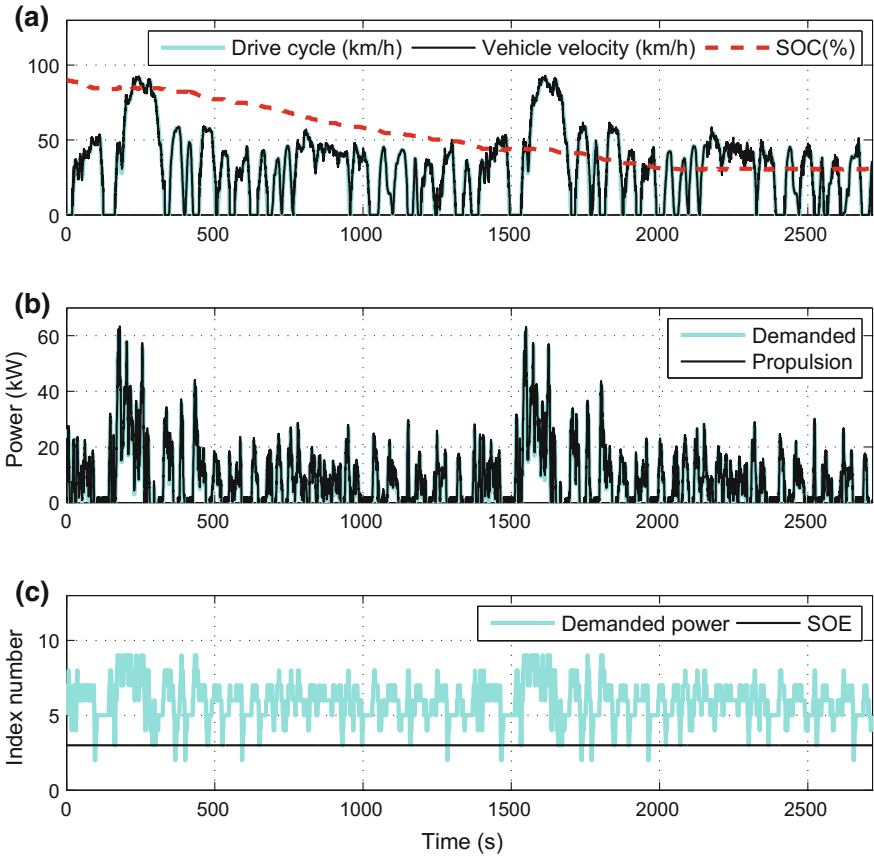 (a)
Drive cycle (km/h) Vehicle velocity (km/h) SOC(%)
100
50
0
0 500 1000 1500 2000 2500
(b)
Demanded
Propulsion
Power (kW)
60
40
20
0
0 500 1000 1500 2000 2500
(c)
Demanded power SOE
Index number
10
5
0
0 500 1000 1500 2000 2500
Time (s)